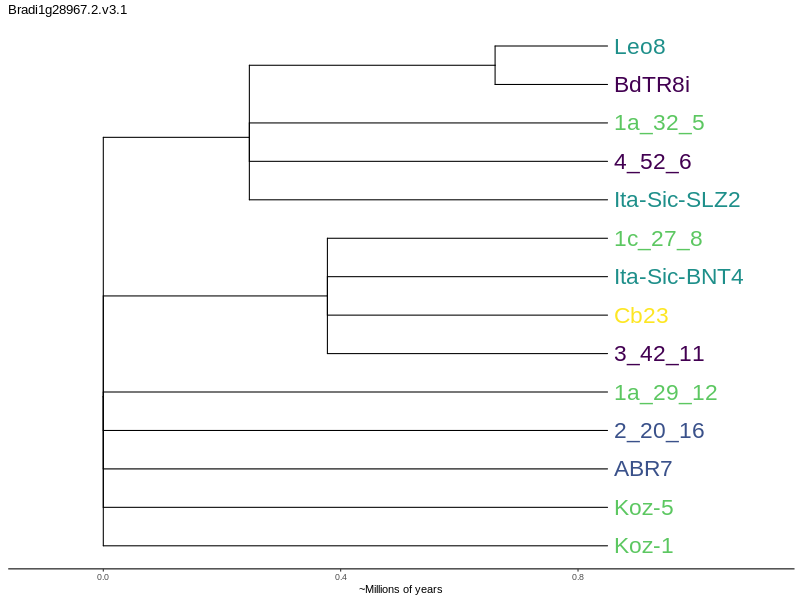 Bradi1g28967.2.v3.1
Leo8
BdTR8i
1a_32_5
4_52_6
Ita-Sic-SLZ2
1c_27_8
Ita-Sic-BNT4
Cb23
3_42_11
1a_29_12
2_20_16
ABR7
Koz-5
Koz-1
0.0 0.4 0.8
~Millions of years